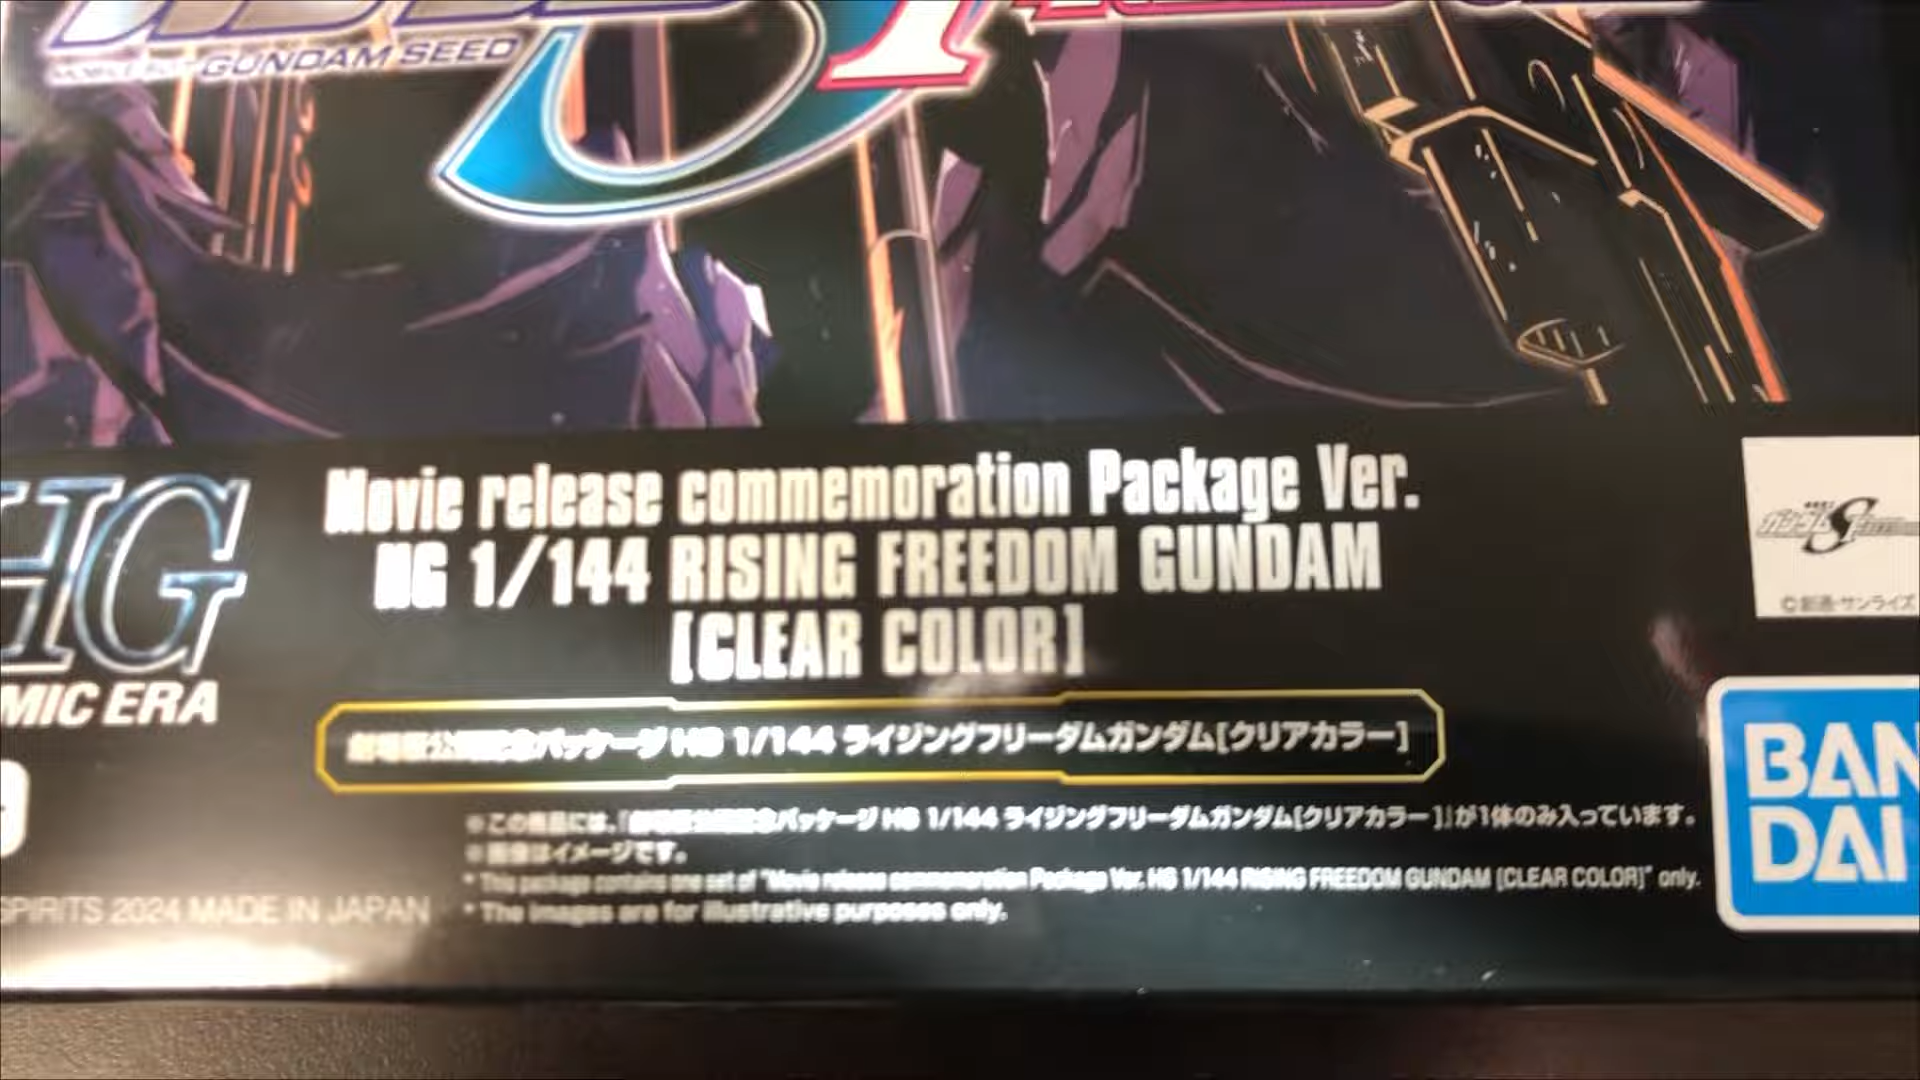 GUNDAM SEED
Movie release commemoration Package Ver.
HG 1/144 RISING FREEDOM GUNDAM
[CLEAR COLOR]
HG
MIC ERA
劇場版公開記念パッケージ HG 1/144 ライジングフリーダムガンダム[クリアカラー]
※この商品には、「劇場版公開記念パッケージ HG 1/144 ライジングフリーダムガンダム[クリアカラー]」が1体のみ入っています。
※画像はイメージです。
* This package contains one set of "Movie release commemoration Package Ver. HG 1/144 RISING FREEDOM GUNDAM [CLEAR COLOR]" only.
* The images are for illustrative purposes only.
SPIRITS 2024 MADE IN JAPAN
ガンダム
©創通・サンライズ
BAN
DAI